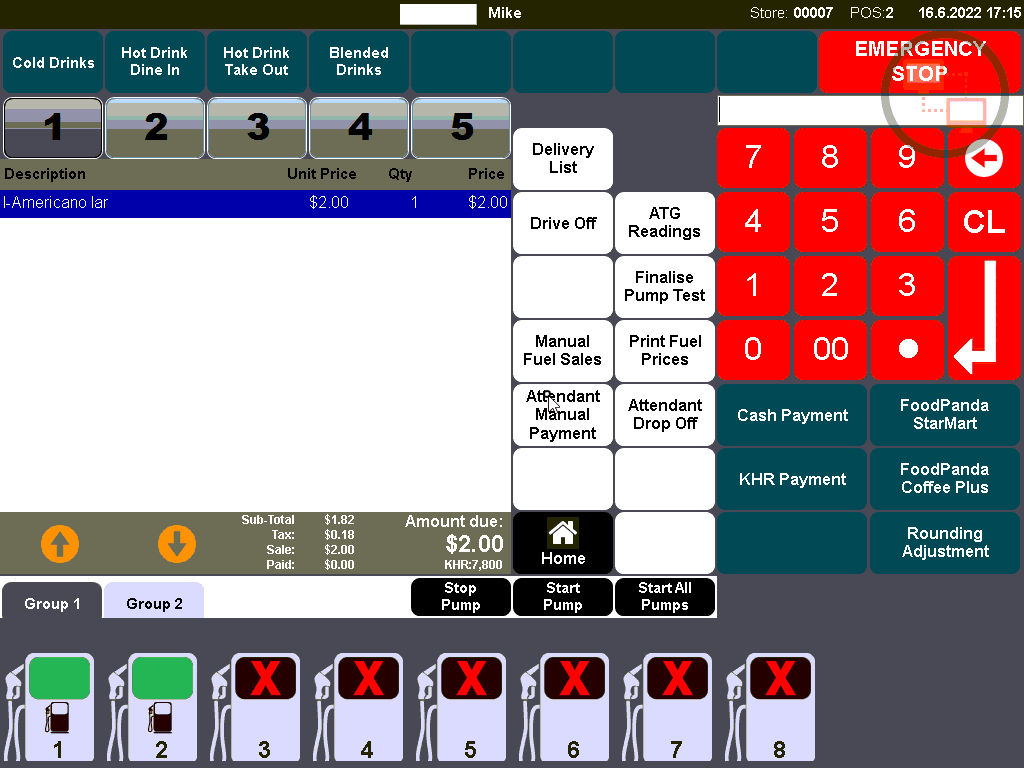 Mike
Store: 00007 POS:2 16.6.2022 17:15
Cold Drinks
Hot Drink
Dine In
Hot Drink
Take Out
Blended
Drinks
EMERGENCY
STOP
1 2 3 4 5
Description Unit Price Qty Price
I-Americano lar $2.00 1 $2.00
Delivery
List
Drive Off
ATG
Readings
Finalise
Pump Test
Manual
Fuel Sales
Print Fuel
Prices
Attendant
Manual
Payment
Attendant
Drop Off
7 8 9
4 5 6 CL
1 2 3
0 00
Cash Payment
FoodPanda
StarMart
KHR Payment
FoodPanda
Coffee Plus
Rounding
Adjustment
Sub-Total $1.82
Tax: $0.18
Sale: $2.00
Paid: $0.00
Amount due:
$2.00
KHR:7,800
Home
Group 1
Group 2
Stop
Pump
Start
Pump
Start All
Pumps
X X X X X X
1 2 3 4 5 6 7 8